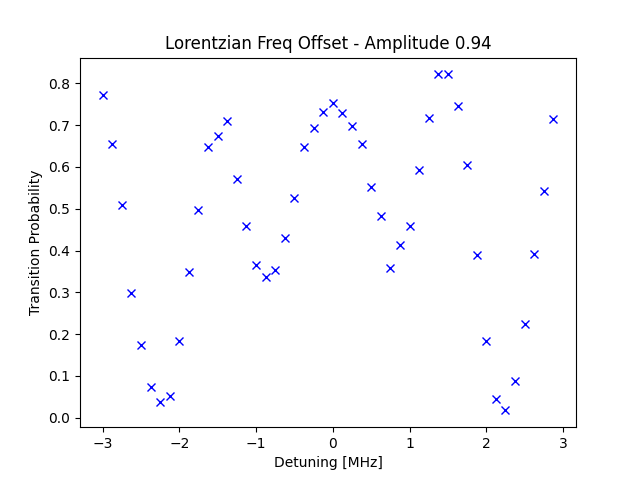 Lorentzian Freq Offset - Amplitude 0.94
Transition Probability
0.8
0.7
0.6
0.5
0.4
0.3
0.2
0.1
0.0
−3 −2 −1 0 1 2 3
Detuning [MHz]